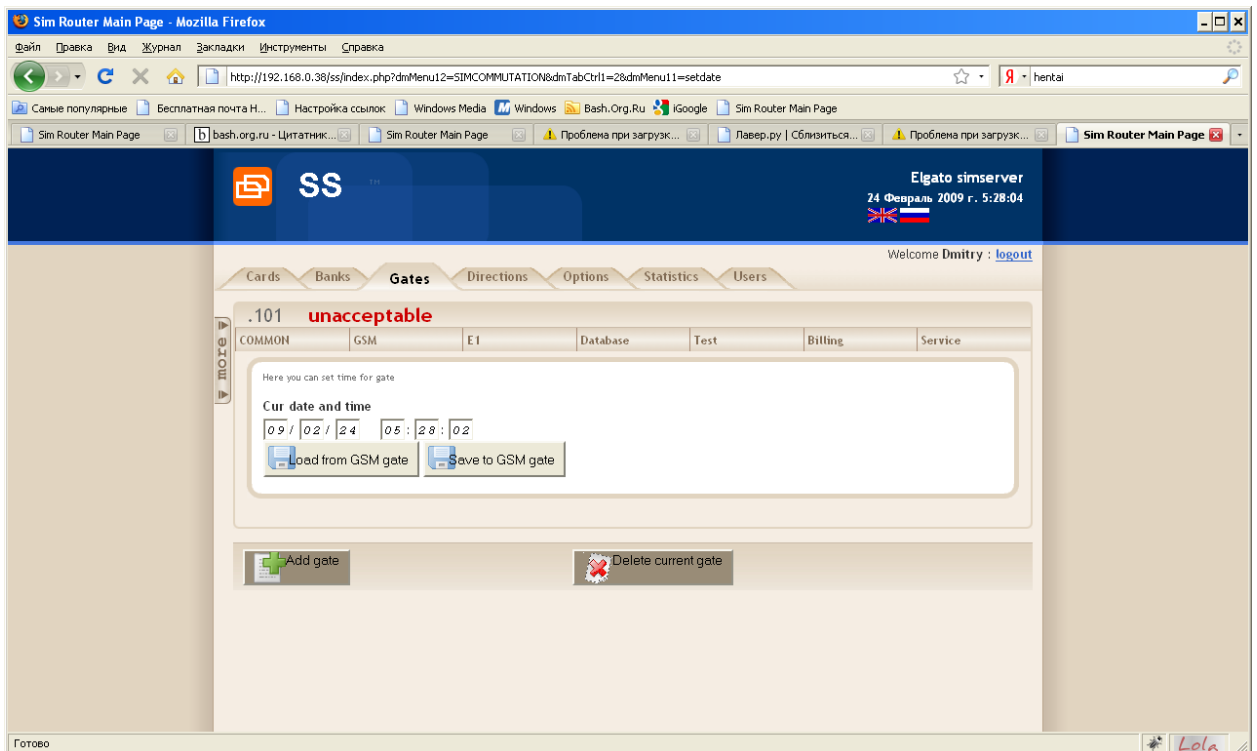 Sim Router Main Page - Mozilla Firefox
Файл Правка Вид Журнал Закладки Инструменты Справка
http://192.168.0.38/ss/index.php?dmMenu12=SIMCOMMUTATION&dmTabCtrl1=2&dmMenu11=setdate Я hentai
Самые популярные Бесплатная почта H... Настройка ссылок Windows Media Windows Bash.Org.Ru iGoogle Sim Router Main Page
Sim Router Main Page bash.org.ru - Цитатник... Sim Router Main Page Проблема при загрузк... Лавер.ру | Сблизиться... Проблема при загрузк... Sim Router Main Page
SS ™
Elgato simserver
24 Февраль 2009 г. 5:28:04
Welcome Dmitry : logout
Cards Banks Gates Directions Options Statistics Users
.101 unacceptable
more
COMMON GSM E1 Database Test Billing Service
Here you can set time for gate
Cur date and time
09 / 02 / 24 05 : 28 : 02
Load from GSM gate Save to GSM gate
Add gate Delete current gate
Готово Lola